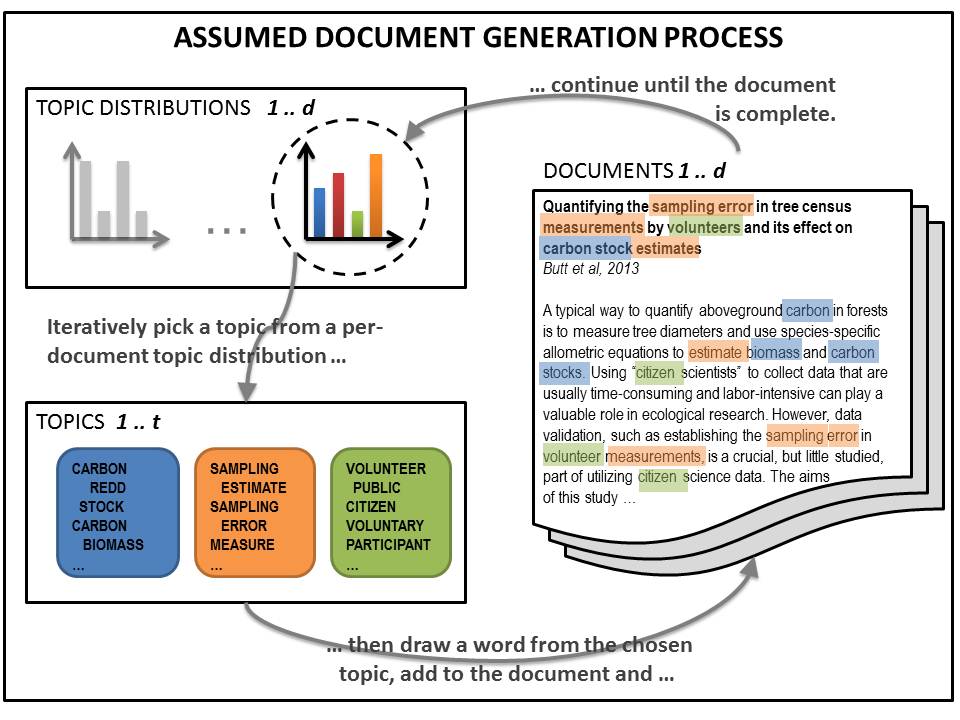 ASSUMED DOCUMENT GENERATION PROCESS
TOPIC DISTRIBUTIONS 1 .. d
...
... continue until the document
is complete.
Iteratively pick a topic from a per-
document topic distribution ...
TOPICS 1 .. t
CARBON
REDD
STOCK
CARBON
BIOMASS
...
SAMPLING
ESTIMATE
SAMPLING
ERROR
MEASURE
...
VOLUNTEER
PUBLIC
CITIZEN
VOLUNTARY
PARTICIPANT
...
... then draw a word from the chosen
topic, add to the document and ...
DOCUMENTS 1 .. d
Quantifying the sampling error in tree census
measurements by volunteers and its effect on
carbon stock estimates
Butt et al, 2013
A typical way to quantify aboveground carbon in forests
is to measure tree diameters and use species-specific
allometric equations to estimate biomass and carbon
stocks. Using “citizen scientists” to collect data that are
usually time-consuming and labor-intensive can play a
valuable role in ecological research. However, data
validation, such as establishing the sampling error in
volunteer measurements, is a crucial, but little studied,
part of utilizing citizen science data. The aims
of this study ...